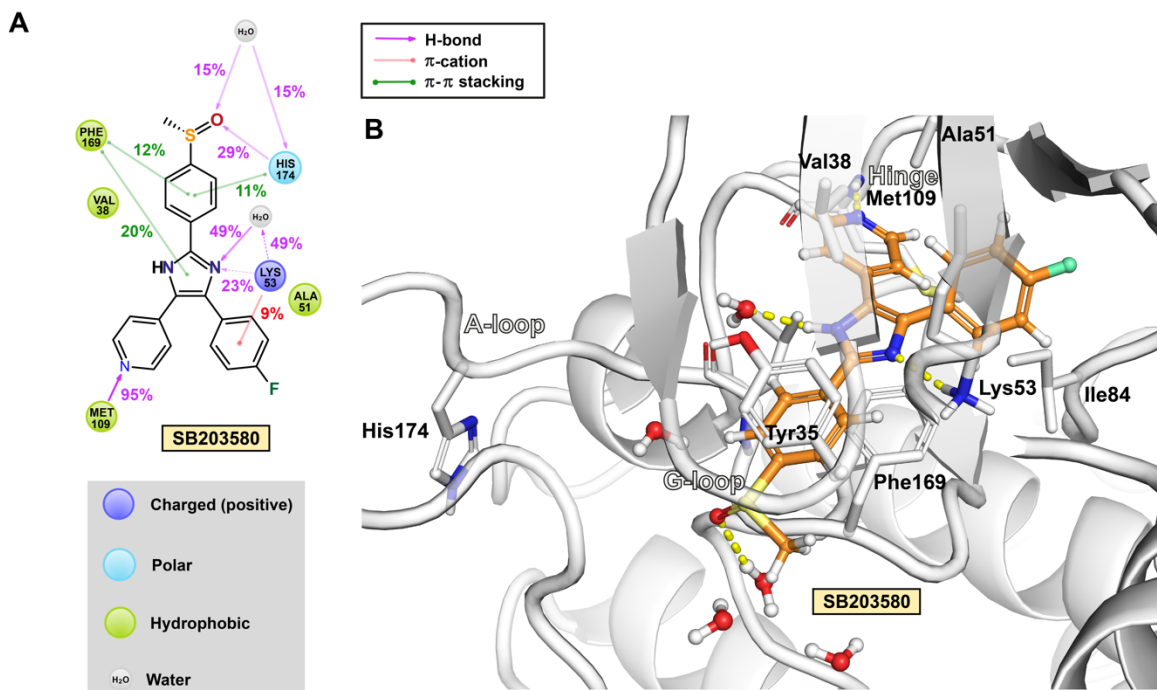 A
H₂O
15%
15%
S
O
PHE
169
12%
29%
HIS
174
11%
VAL
38
H₂O
20%
49%
49%
HN
N
LYS
53
23%
ALA
51
9%
N
F
95%
MET
109
SB203580
Charged (positive)
Polar
Hydrophobic
H₂O Water
H-bond
π-cation
π-π stacking
B
Ala51
Val38
Hinge
Met109
A-loop
Lys53
Ile84
His174
Tyr35
G-loop
Phe169
SB203580